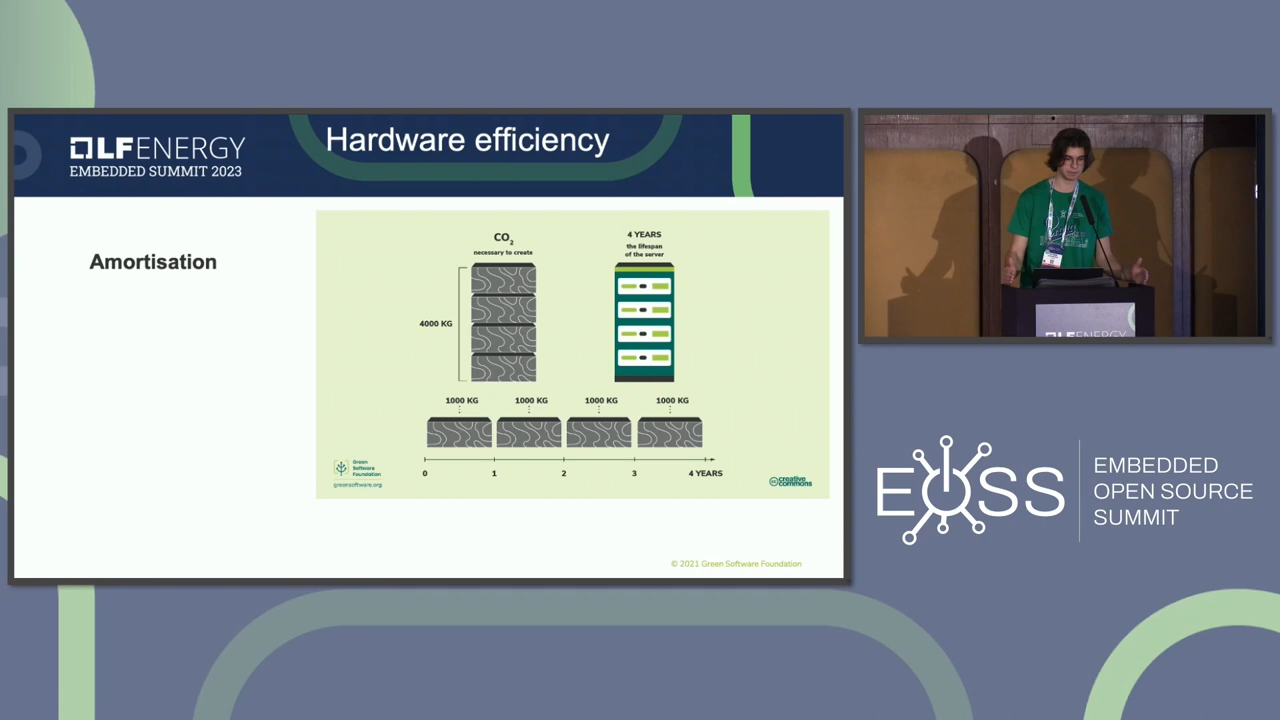 LFENERGY
EMBEDDED SUMMIT 2023
Hardware efficiency
Amortisation
CO2
necessary to create
4 YEARS
the lifespan
of the server
4000 KG
1000 KG
1000 KG
1000 KG
1000 KG
0
1
2
3
4 YEARS
Green
Software
Foundation
greensoftware.org
cc creative
commons
© 2021 Green Software Foundation
LFENERGY
EOSS
EMBEDDED
OPEN SOURCE
SUMMIT